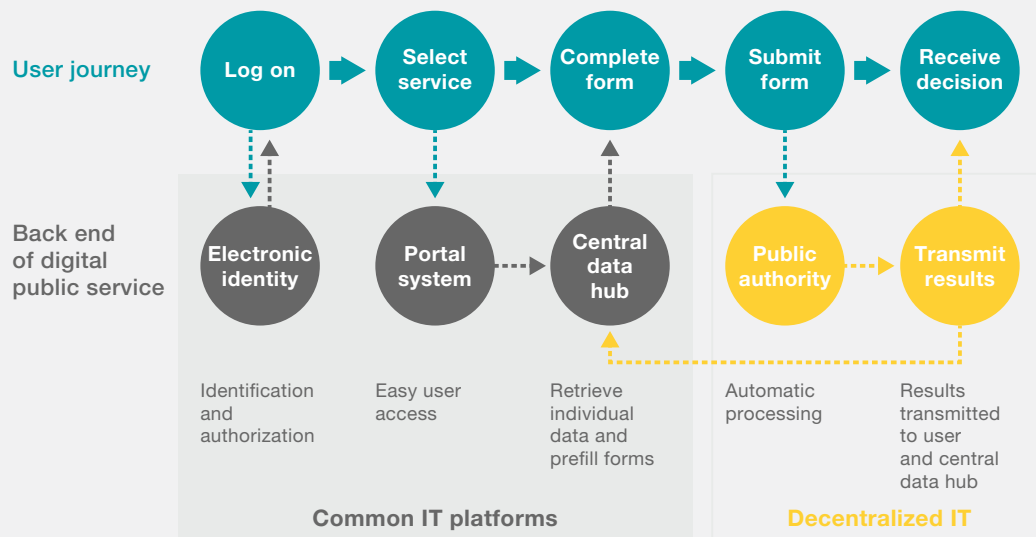 User journey
Log on
Select
service
Complete
form
Submit
form
Receive
decision
Back end
of digital
public service
Electronic
identity
Portal
system
Central
data
hub
Public
authority
Transmit
results
Identification
and
authorization
Easy user
access
Retrieve
individual
data and
prefill forms
Automatic
processing
Results
transmitted
to user
and central
data hub
Common IT platforms
Decentralized IT